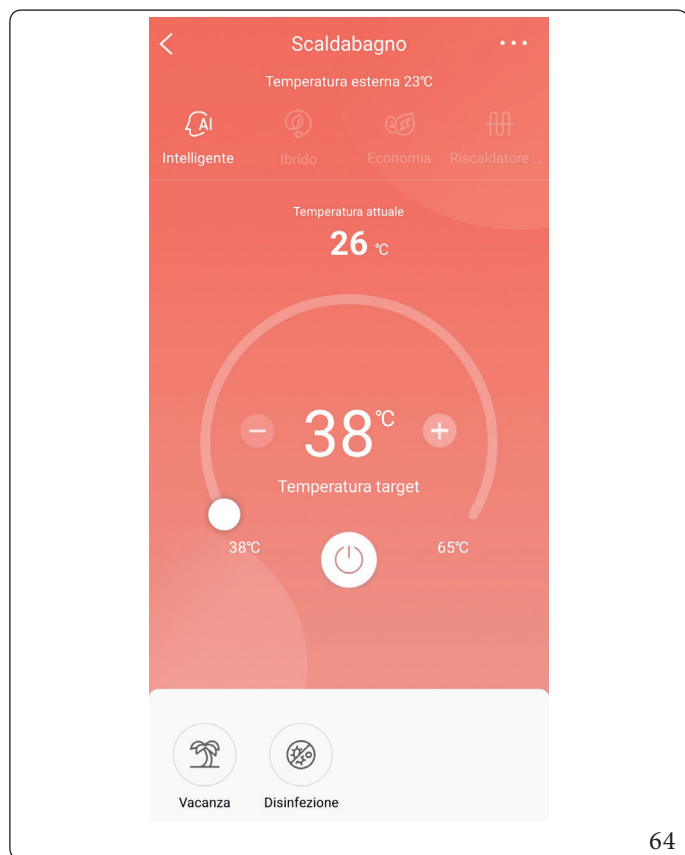 Scaldabagno
Temperatura esterna 23℃
AI
Intelligente Ibrido Economia Riscaldatore ...
Temperatura attuale
26 ℃
38℃
Temperatura target
38℃ 65℃
Vacanza Disinfezione
64